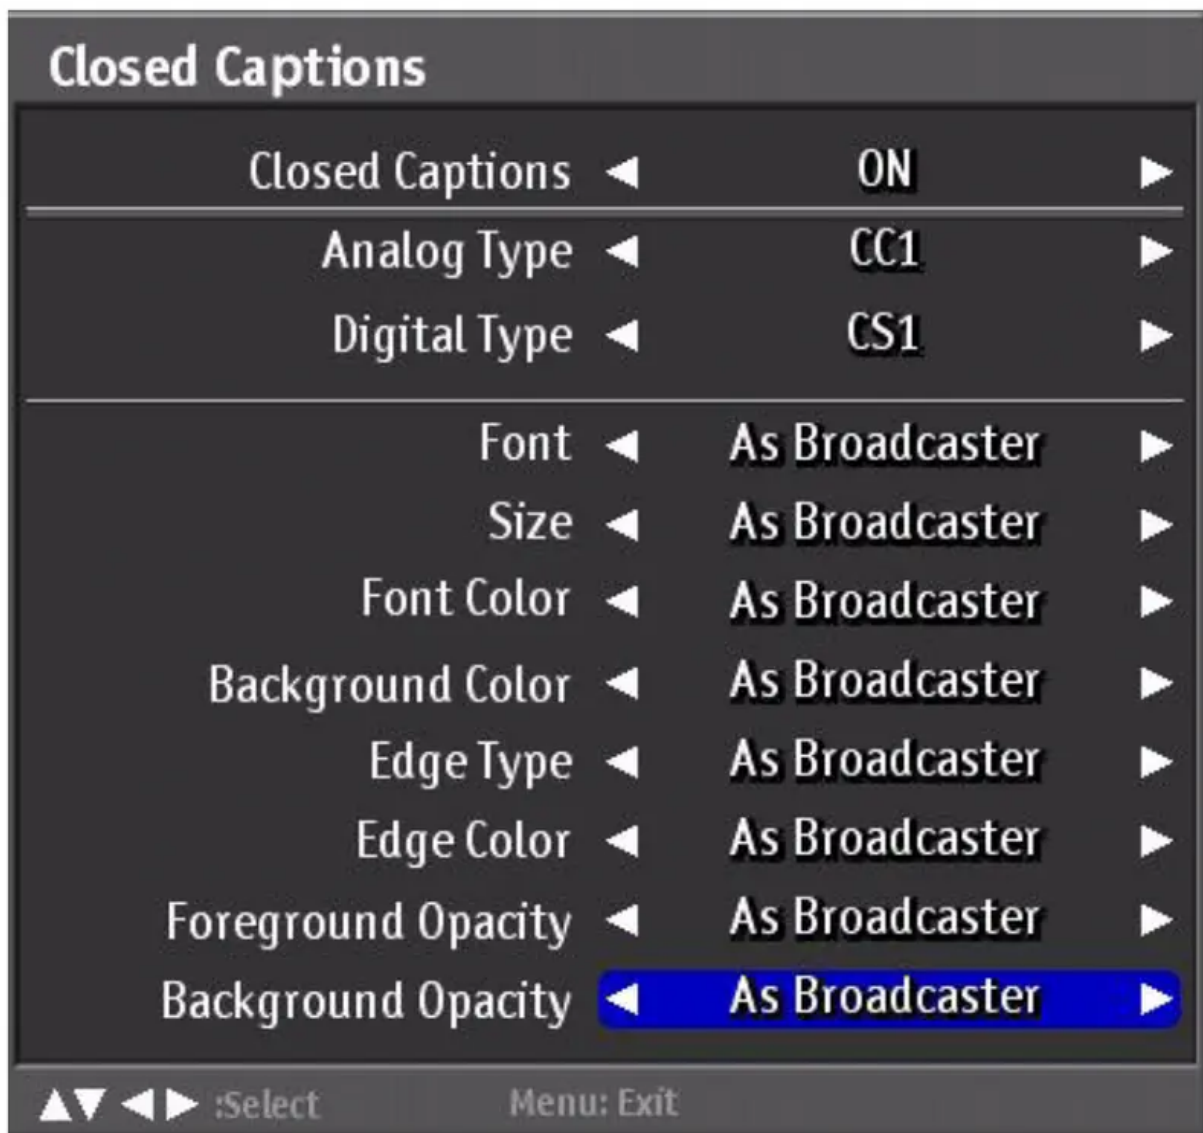 Closed Captions
Closed Captions ON
Analog Type CC1
Digital Type CS1
Font As Broadcaster
Size As Broadcaster
Font Color As Broadcaster
Background Color As Broadcaster
Edge Type As Broadcaster
Edge Color As Broadcaster
Foreground Opacity As Broadcaster
Background Opacity As Broadcaster
:Select Menu: Exit